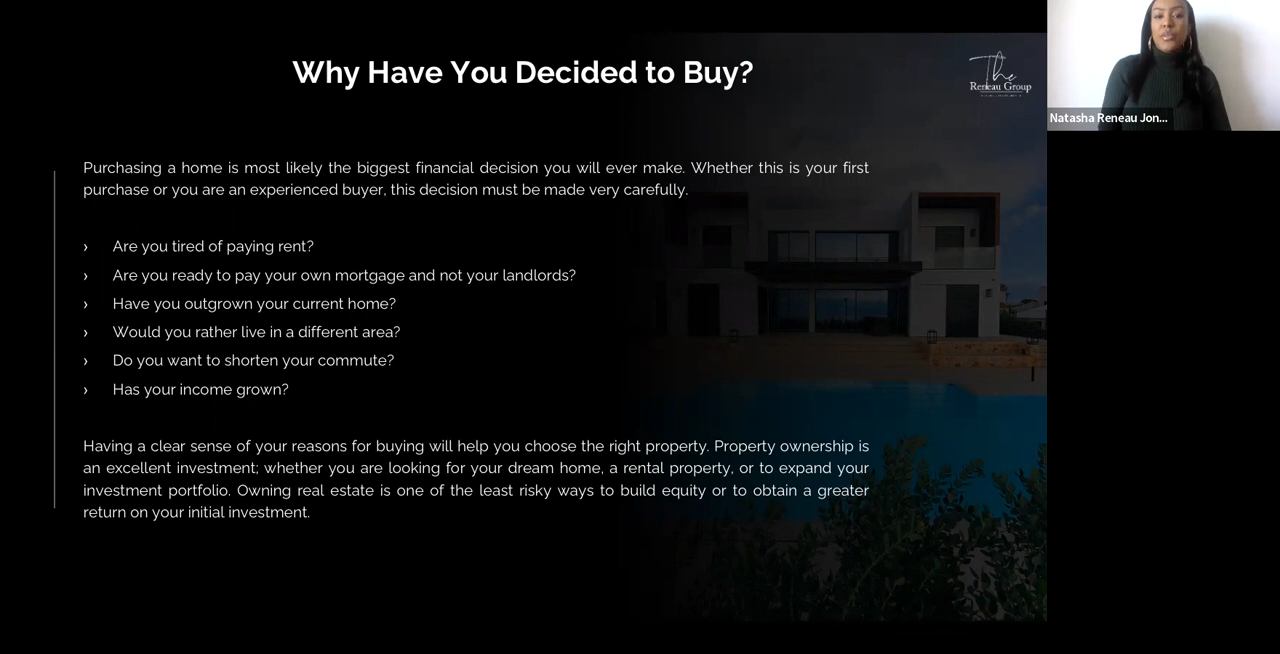 Why Have You Decided to Buy?
The
Reneau Group
Natasha Reneau Jon...
Purchasing a home is most likely the biggest financial decision you will ever make. Whether this is your first
purchase or you are an experienced buyer, this decision must be made very carefully.
› Are you tired of paying rent?
› Are you ready to pay your own mortgage and not your landlords?
› Have you outgrown your current home?
› Would you rather live in a different area?
› Do you want to shorten your commute?
› Has your income grown?
Having a clear sense of your reasons for buying will help you choose the right property. Property ownership is
an excellent investment; whether you are looking for your dream home, a rental property, or to expand your
investment portfolio. Owning real estate is one of the least risky ways to build equity or to obtain a greater
return on your initial investment.